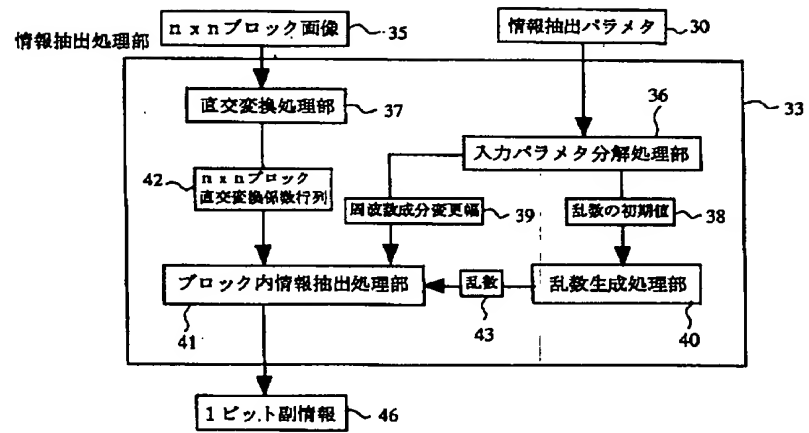 情報抽出処理部
nxnブロック画像
35
情報抽出パラメタ
30
33
直交変換処理部
37
36
入力パラメタ分解処理部
42
nxnブロック
直交変換係数行列
周波数成分変更幅
39
乱数の初期値
38
ブロック内情報抽出処理部
41
乱数
43
乱数生成処理部
40
1ビット副情報
46